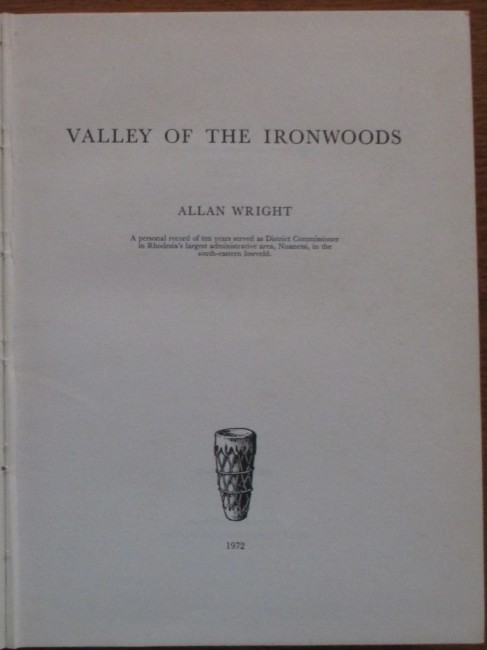 VALLEY OF THE IRONWOODS
ALLAN WRIGHT
A personal record of ten years served as District Commissioner
in Rhodesia's largest administrative area, Nuanetsi, in the
south-eastern lowveld.
1972